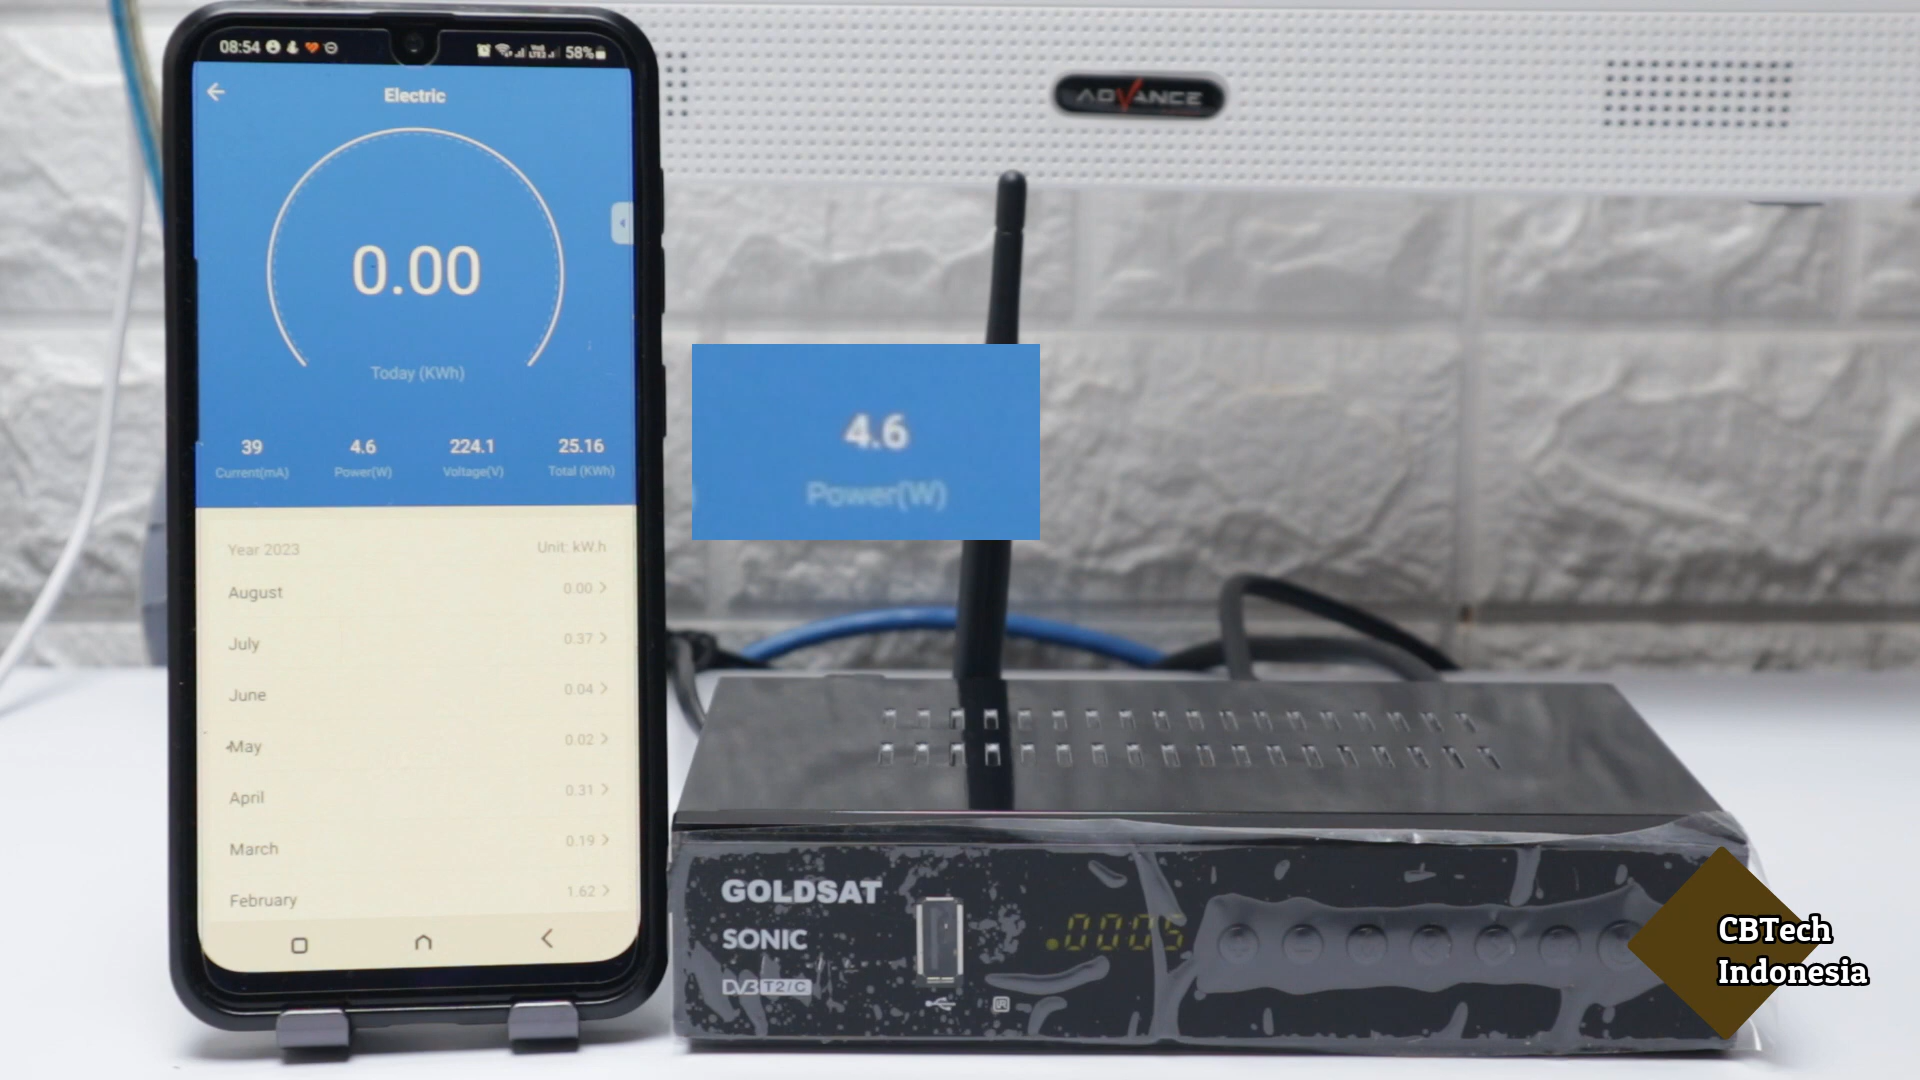 08:54
58%
Electric
0.00
Today (KWh)
39
Current(mA)
4.6
Power(W)
224.1
Voltage(V)
25.16
Total (KWh)
Year 2023
Unit: kW.h
August
0.00
July
0.37
June
0.04
May
0.02
April
0.31
March
0.19
February
1.62
4.6
Power(W)
ADVANCE
GOLDSAT
SONIC
DVB T2/C
.0005
CBTech
Indonesia